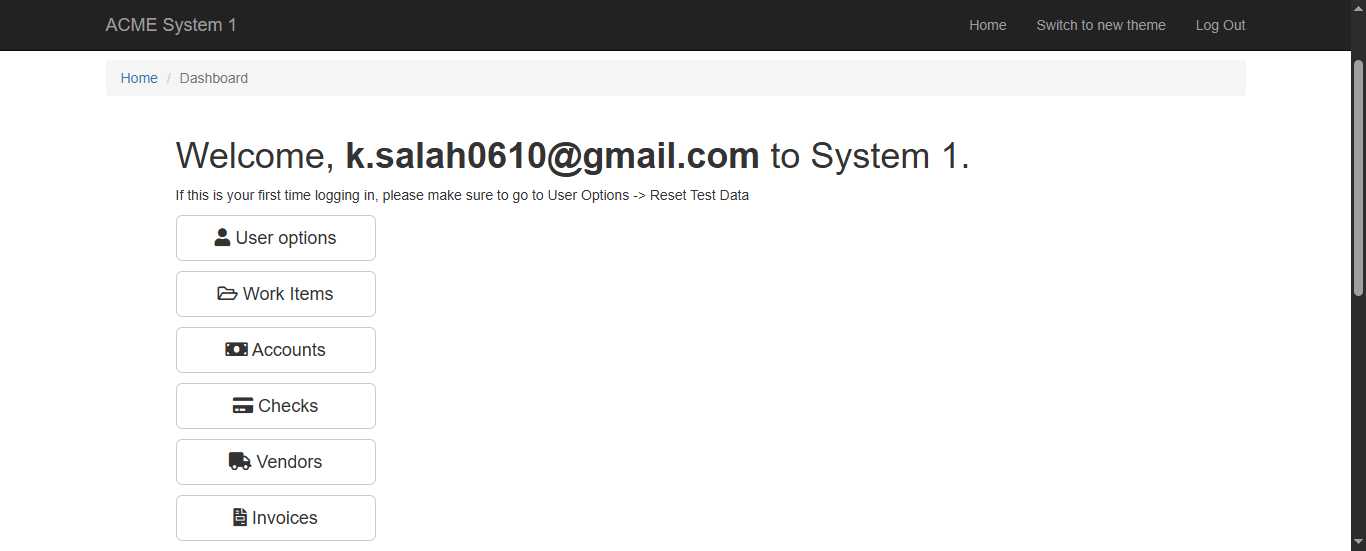 ACME System 1 Home Switch to new theme Log Out
Home / Dashboard
Welcome, k.salah0610@gmail.com to System 1.
If this is your first time logging in, please make sure to go to User Options -> Reset Test Data
User options
Work Items
Accounts
Checks
Vendors
Invoices